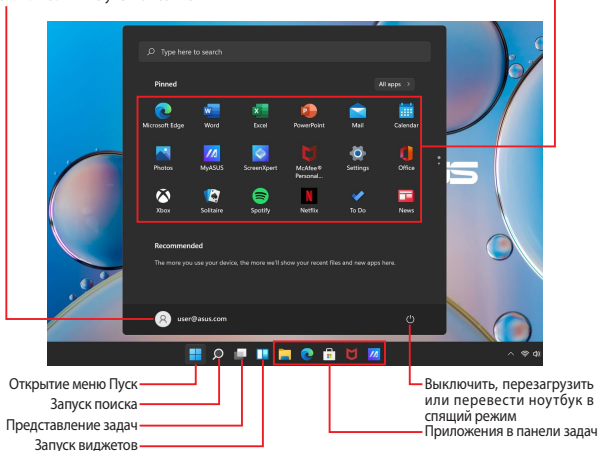 Type here to search
Pinned
All apps >
Microsoft Edge Word Excel PowerPoint Mail Calendar
Photos MyASUS ScreenXpert McAfee® Personal... Settings Office
Xbox Solitaire Spotify Netflix To Do News
Recommended
The more you use your device, the more we'll show your recent files and new apps here.
user@asus.com
Открытие меню Пуск
Запуск поиска
Представление задач
Запуск виджетов
Выключить, перезагрузить
или перевести ноутбук в
спящий режим
Приложения в панели задач